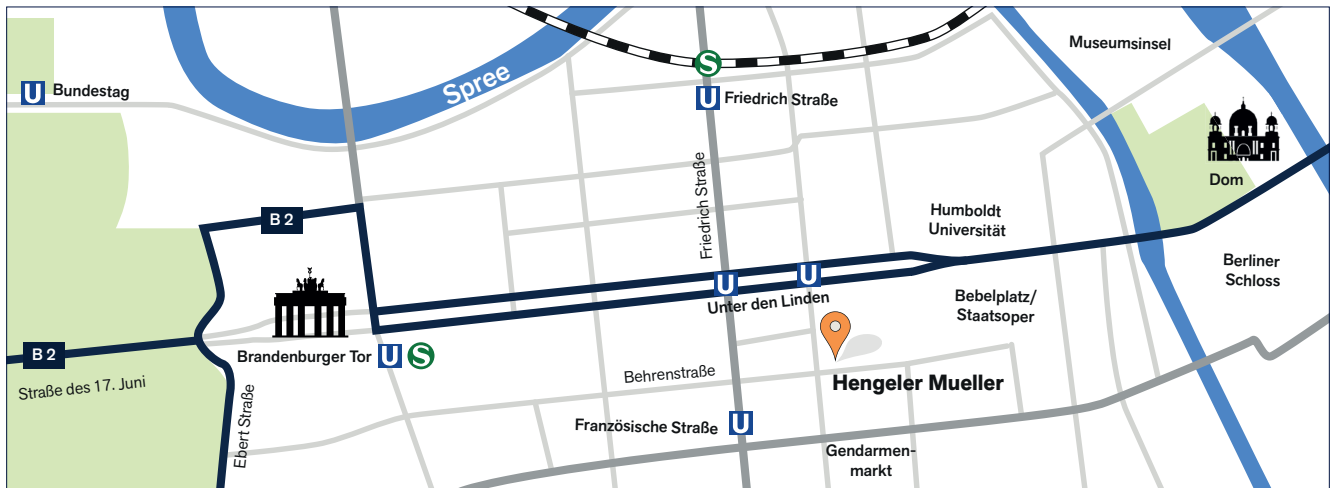 Museumsinsel
Spree
S
U Bundestag
U Friedrich Straße
Friedrich Straße
Dom
B 2
Humboldt
Universität
Berliner
Schloss
U
U
Unter den Linden
Bebelplatz/
Staatsoper
B 2
Brandenburger Tor U S
Straße des 17. Juni
Ebert Straße
Behrenstraße
Hengeler Mueller
Französische Straße U
Gendarmen-
markt